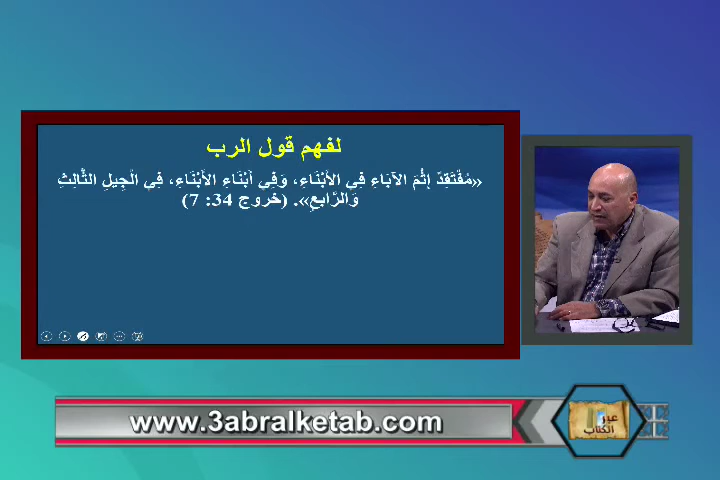 لفهم قول الرب
«مُفْتَقِدٌ إِثْمَ الآبَاءِ فِي الأَبْنَاءِ، وَفِي أَبْنَاءِ الأَبْنَاءِ، فِي الْجِيلِ الثَّالِثِ
وَالرَّابعِ». (خروج 34: 7)
www.3abralketab.com
عبر
الكتاب